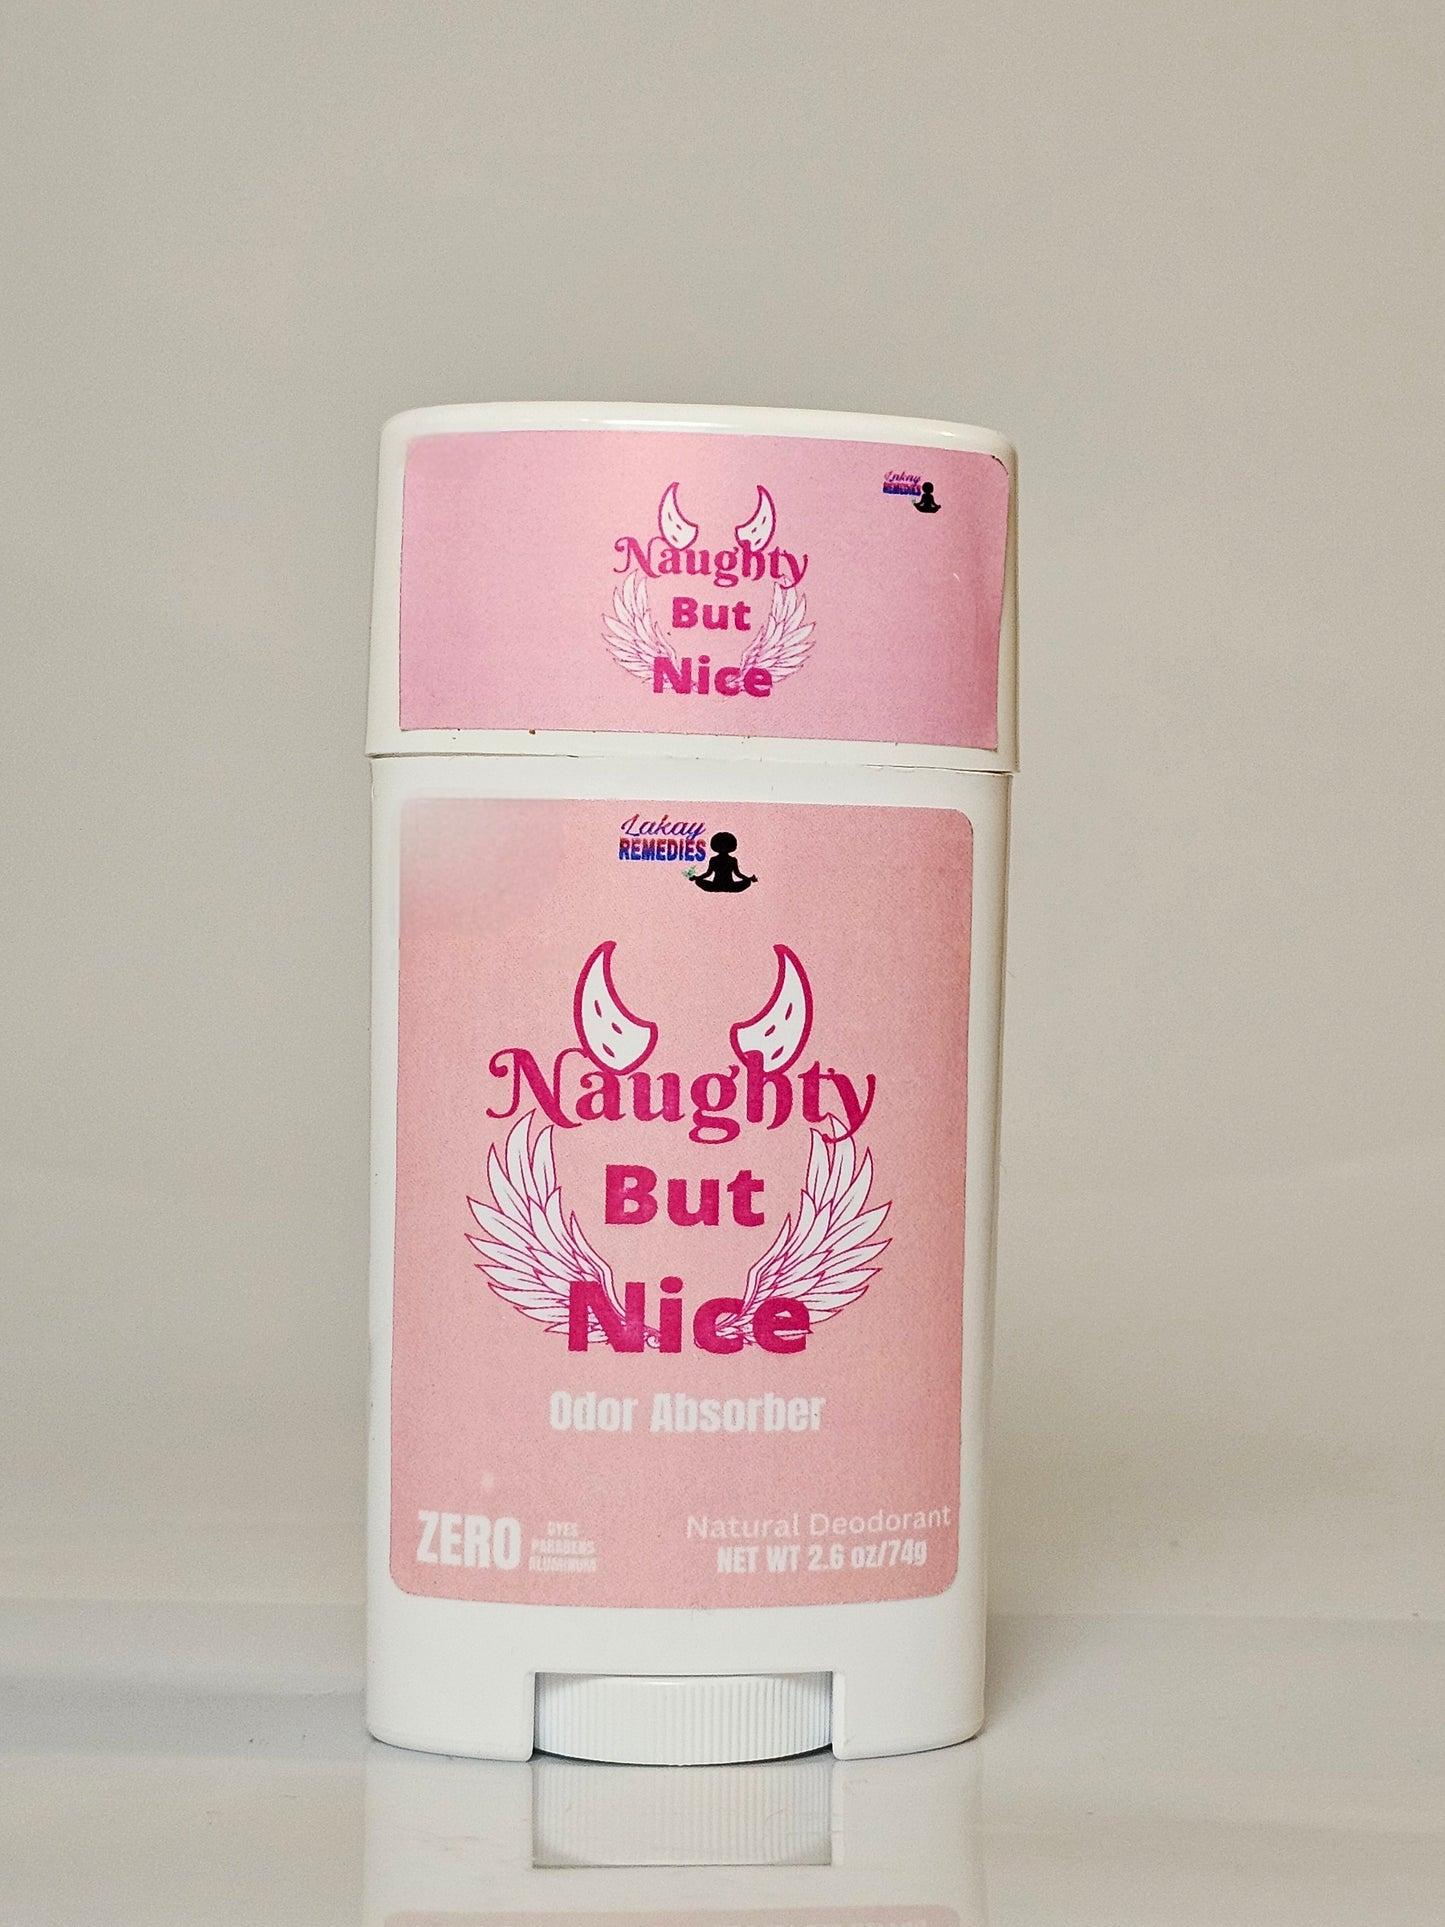 Lakay
REMEDIES
Naughty
But
Nice
Lakay
REMEDIES
Naughty
But
Nice
Odor Absorber
ZERO
DYES
PARABENS
ALUMINUM
Natural Deodorant
NET WT 2.6 oz/74g